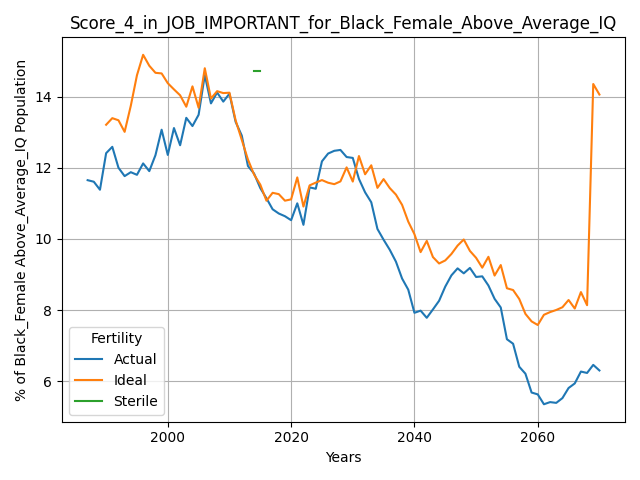 Score_4_in_JOB_IMPORTANT_for_Black_Female_Above_Average_IQ
% of Black_Female Above_Average_IQ Population
14
12
10
8
6
Fertility
Actual
Ideal
Sterile
2000
2020
2040
2060
Years